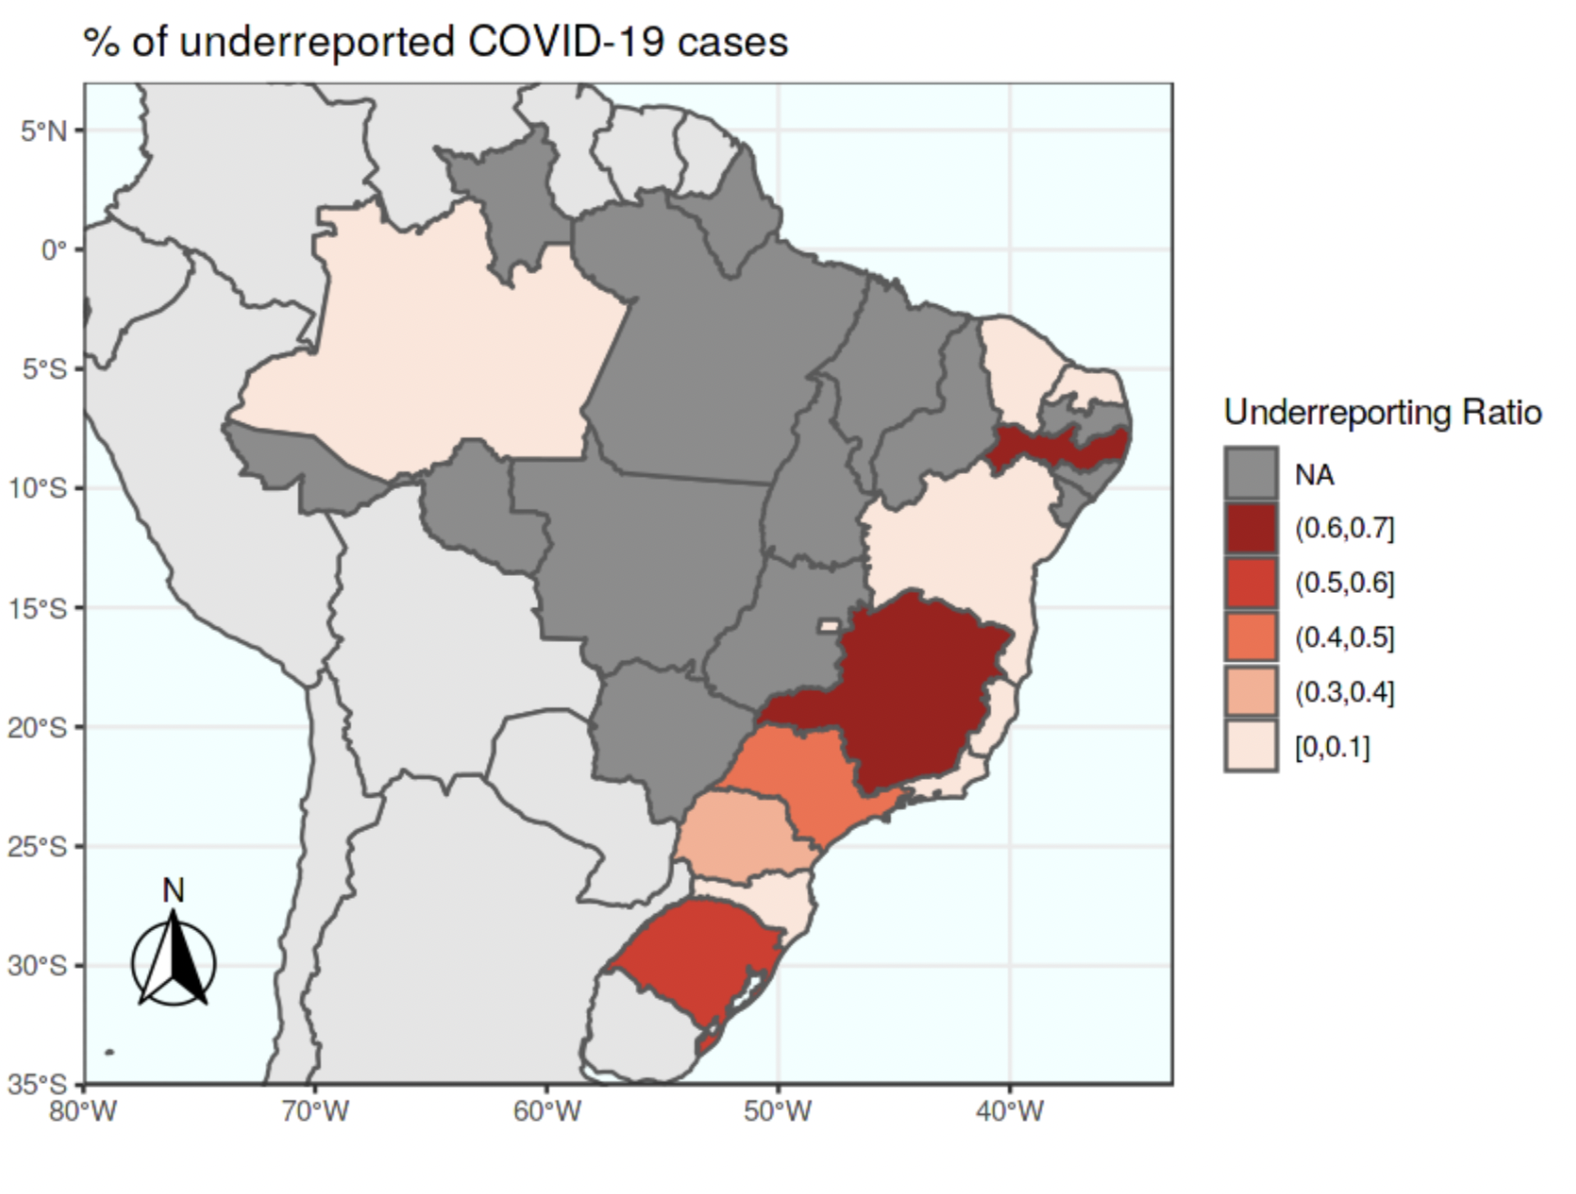 % of underreported COVID-19 cases
5°N
0°
5°S
10°S
15°S
20°S
25°S
30°S
35°S
80°W
70°W
60°W
50°W
40°W
N
Underreporting Ratio
NA
(0.6,0.7]
(0.5,0.6]
(0.4,0.5]
(0.3,0.4]
[0,0.1]